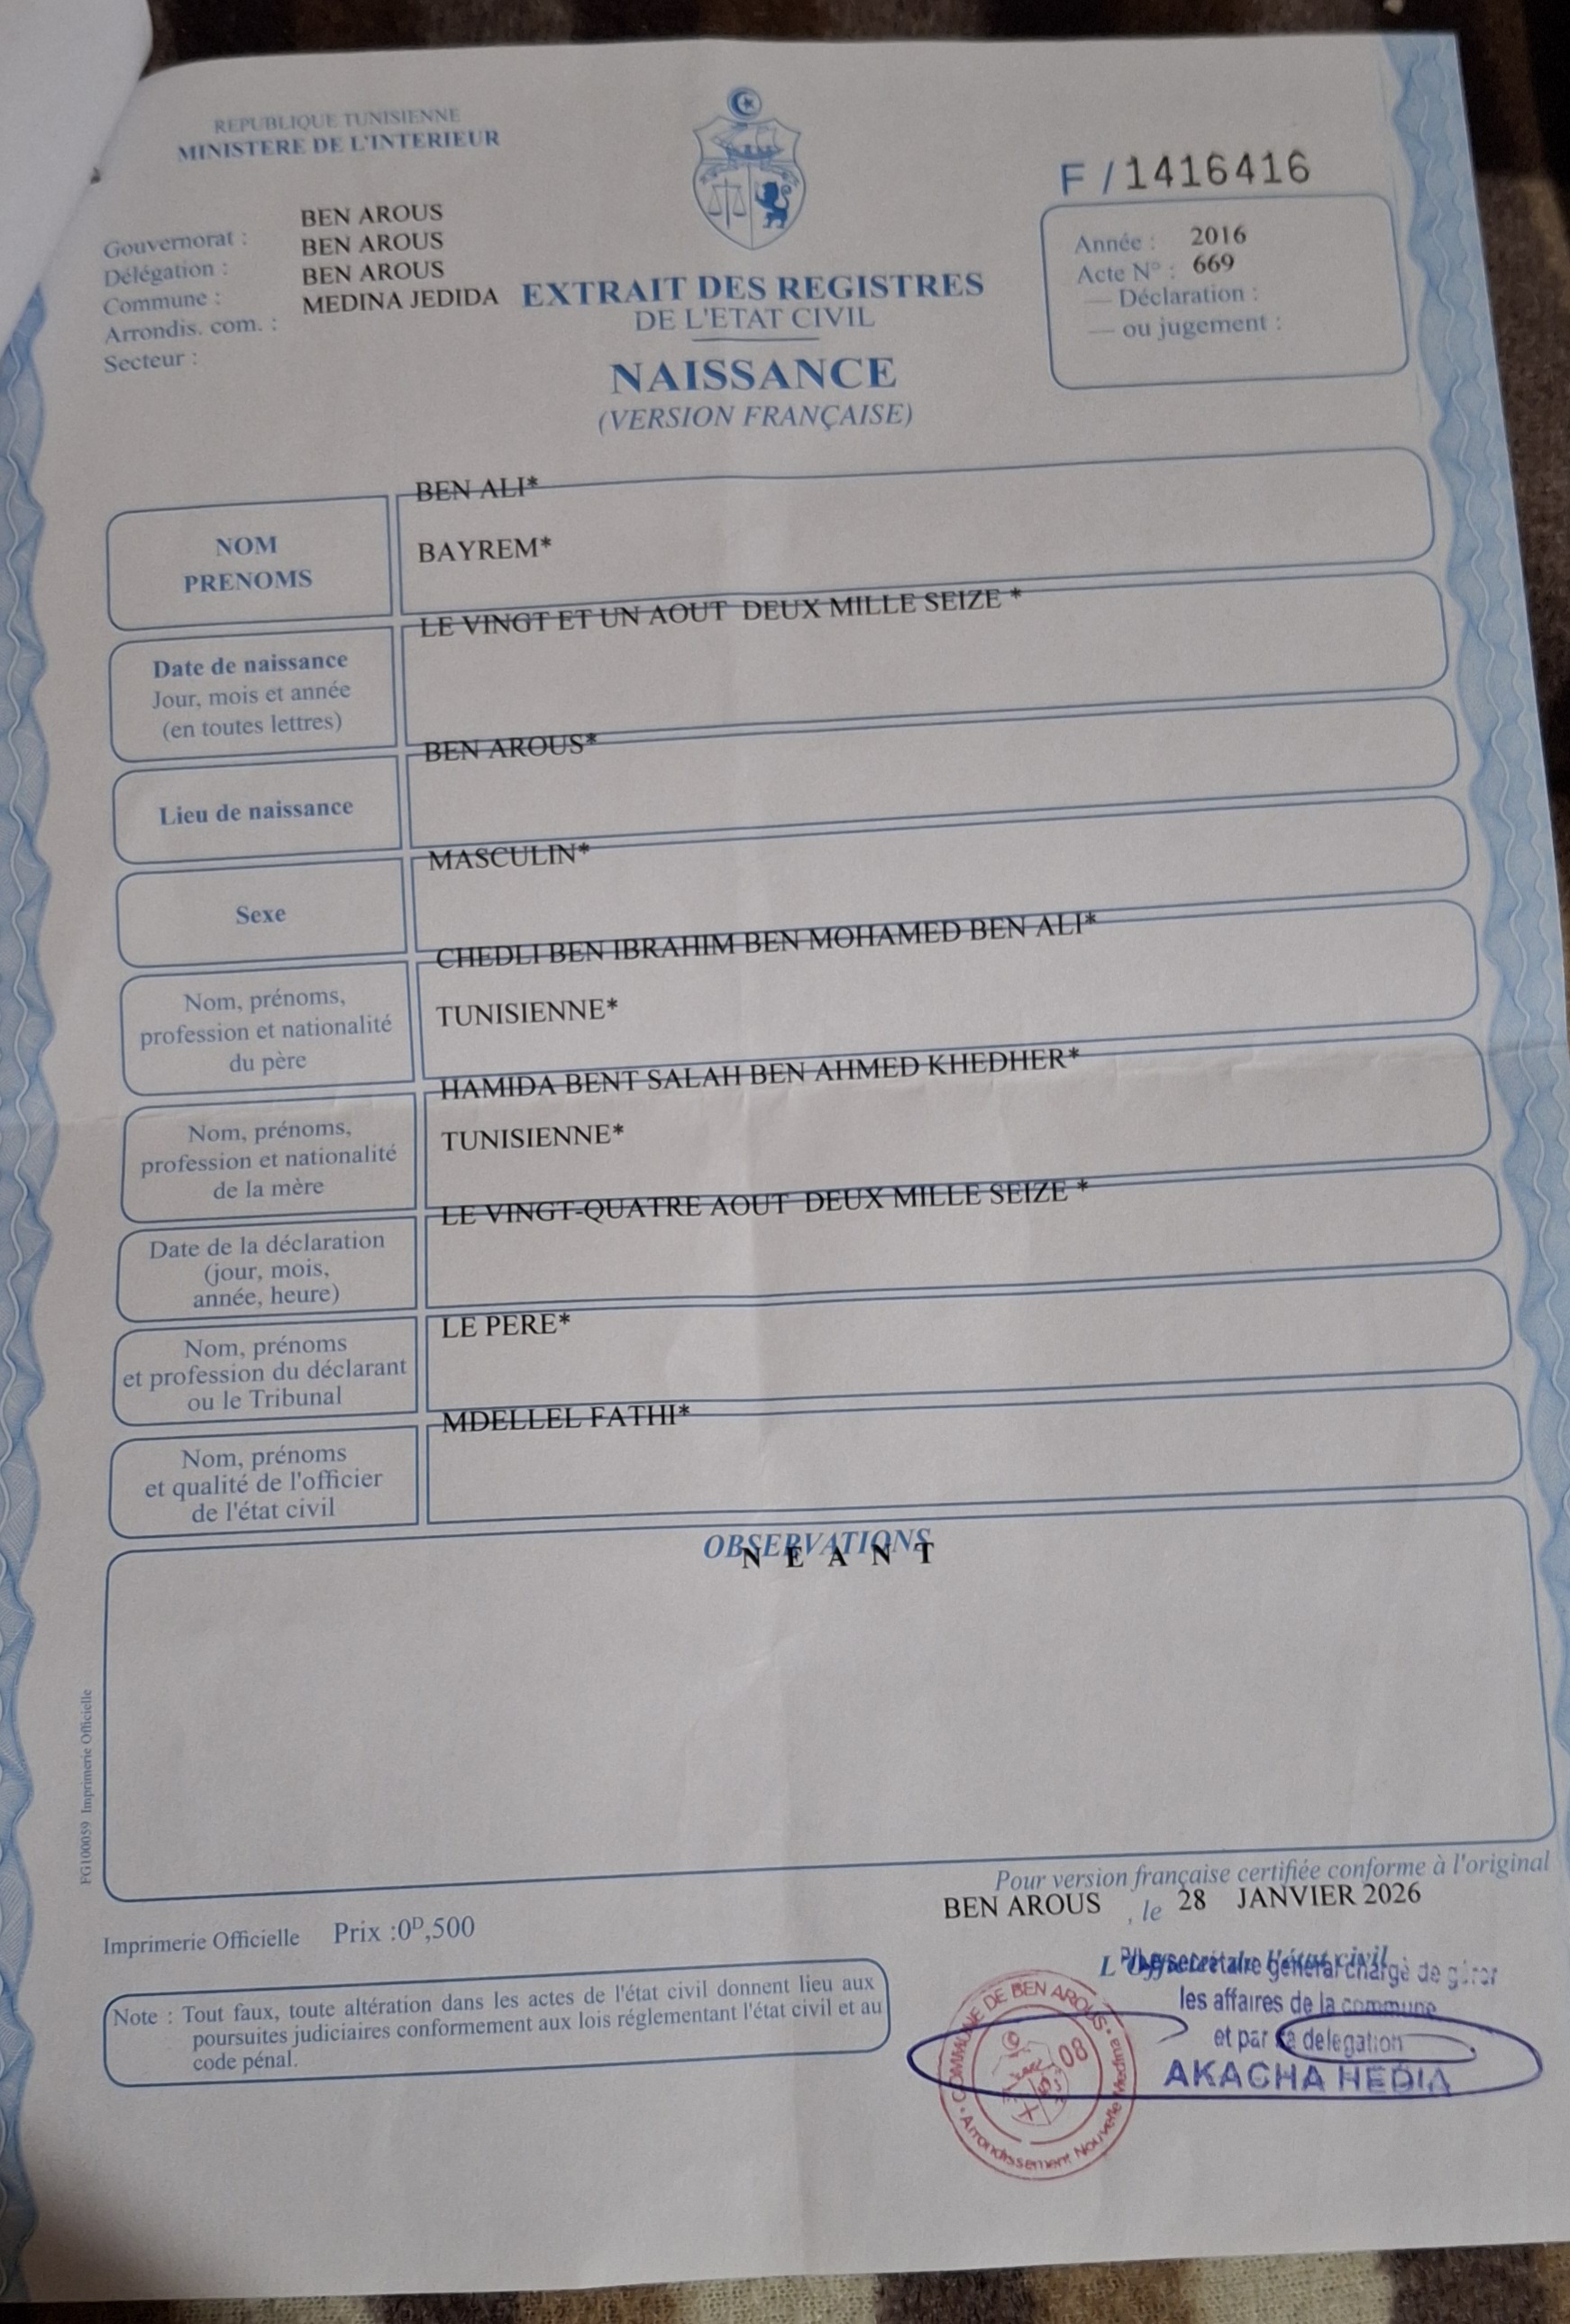 REPUBLIQUE TUNISIENNE
MINISTERE DE L'INTERIEUR
F / 1416416
Gouvernorat : BEN AROUS
Délégation : BEN AROUS
Commune : BEN AROUS
Arrondis. com. : MEDINA JEDIDA
Secteur :
EXTRAIT DES REGISTRES
DE L'ETAT CIVIL
NAISSANCE
(VERSION FRANÇAISE)
Année : 2016
Acte N° : 669
— Déclaration :
— ou jugement :
NOM
PRENOMS
BEN ALI*
BAYREM*
Date de naissance
Jour, mois et année
(en toutes lettres)
LE VINGT ET UN AOUT DEUX MILLE SEIZE *
Lieu de naissance
BEN AROUS*
Sexe
MASCULIN*
Nom, prénoms,
profession et nationalité
du père
CHEDLI BEN IBRAHIM BEN MOHAMED BEN ALI*
TUNISIENNE*
Nom, prénoms,
profession et nationalité
de la mère
HAMIDA BENT SALAH BEN AHMED KHEDHER*
TUNISIENNE*
Date de la déclaration
(jour, mois,
année, heure)
LE VINGT-QUATRE AOUT DEUX MILLE SEIZE *
Nom, prénoms
et profession du déclarant
ou le Tribunal
LE PERE*
Nom, prénoms
et qualité de l'officier
de l'état civil
MDELLEL FATHI*
OBSERVATIONS
N E A N T
FG100059 Imprimerie Officielle
Pour version française certifiée conforme à l'original
BEN AROUS , le 28 JANVIER 2026
Imprimerie Officielle Prix :0ᴰ,500
Note : Tout faux, toute altération dans les actes de l'état civil donnent lieu aux
poursuites judiciaires conformement aux lois réglementant l'état civil et au
code pénal.
l'état civil
secrétaire général chargé de gérer
les affaires de la commune
et par délegation
AKACHA HEDIA
COMMUNE DE BEN AROUS
Arrondissement Nouvelle Medina
08